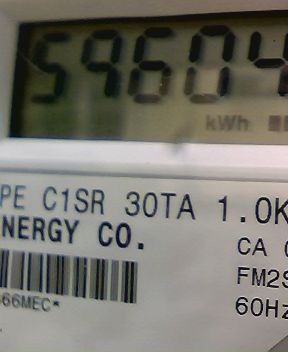 59604
kWh
PE C1SR 30TA 1.0K
NERGY CO.
CA
FM2S
66MEC*
60Hz